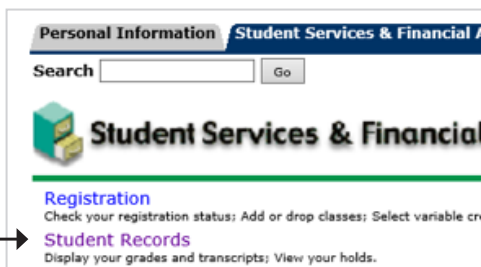 Personal Information Student Services & Financial A
Search Go
Student Services & Financial
Registration
Check your registration status; Add or drop classes; Select variable cre
Student Records
Display your grades and transcripts; View your holds.